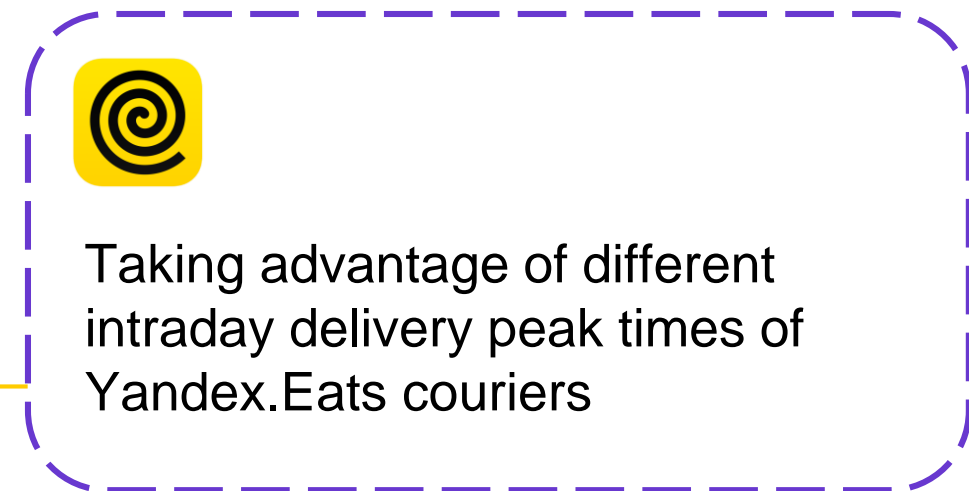 Taking advantage of different
intraday delivery peak times of
Yandex.Eats couriers